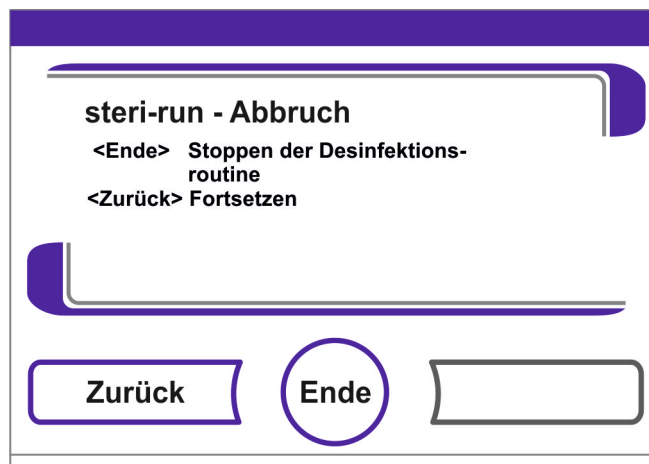 steri-run - Abbruch
<Ende> Stoppen der Desinfektions-
routine
<Zurück> Fortsetzen
Zurück
Ende